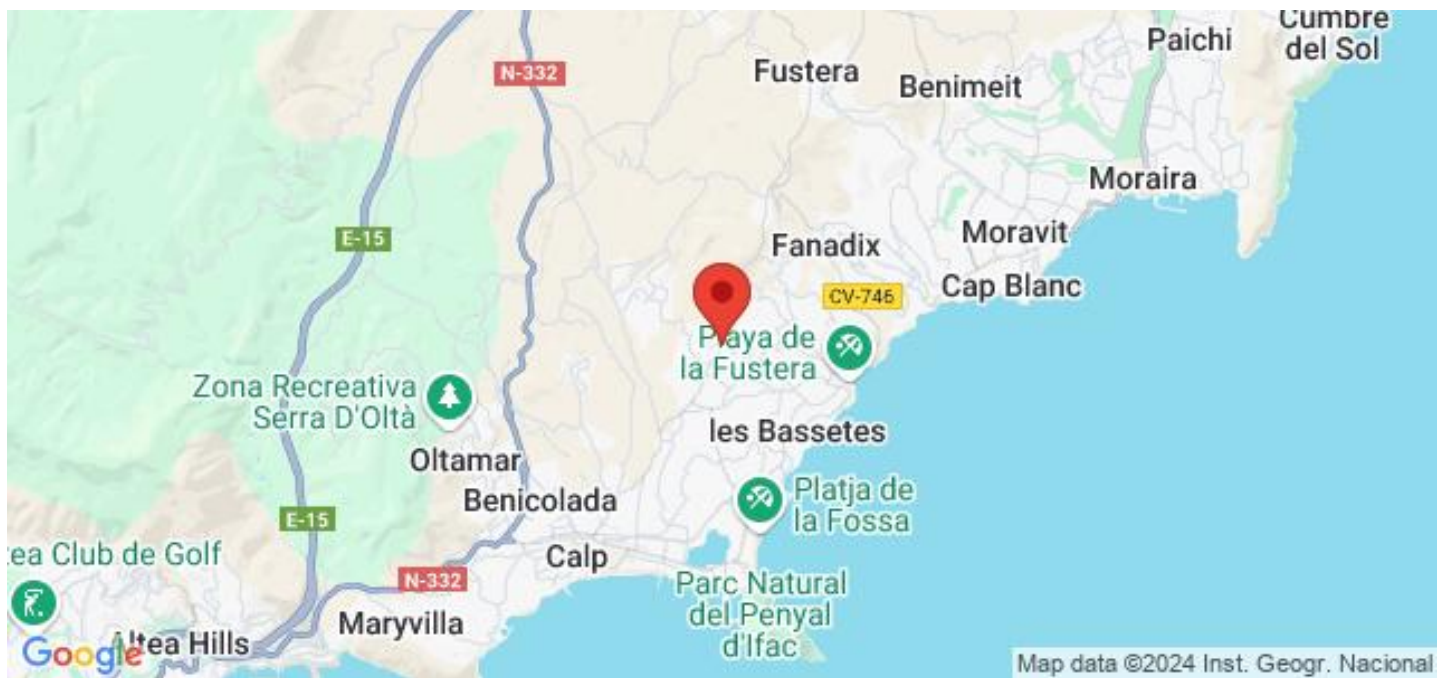 Cumbre
del Sol
Paichi
N-332
Fustera
Benimeit
Moraira
E-15
Fanadix
Moravit
CV-746
Cap Blanc
Playa de
la Fustera
Zona Recreativa
Serra D'Oltà
les Bassetes
Oltamar
Benicolada
Platja de
la Fossa
E-15
tea Club de Golf
Calp
N-332
Parc Natural
del Penyal
d'Ifac
Maryvilla
Altea Hills
Google
Map data ©2024 Inst. Geogr. Nacional